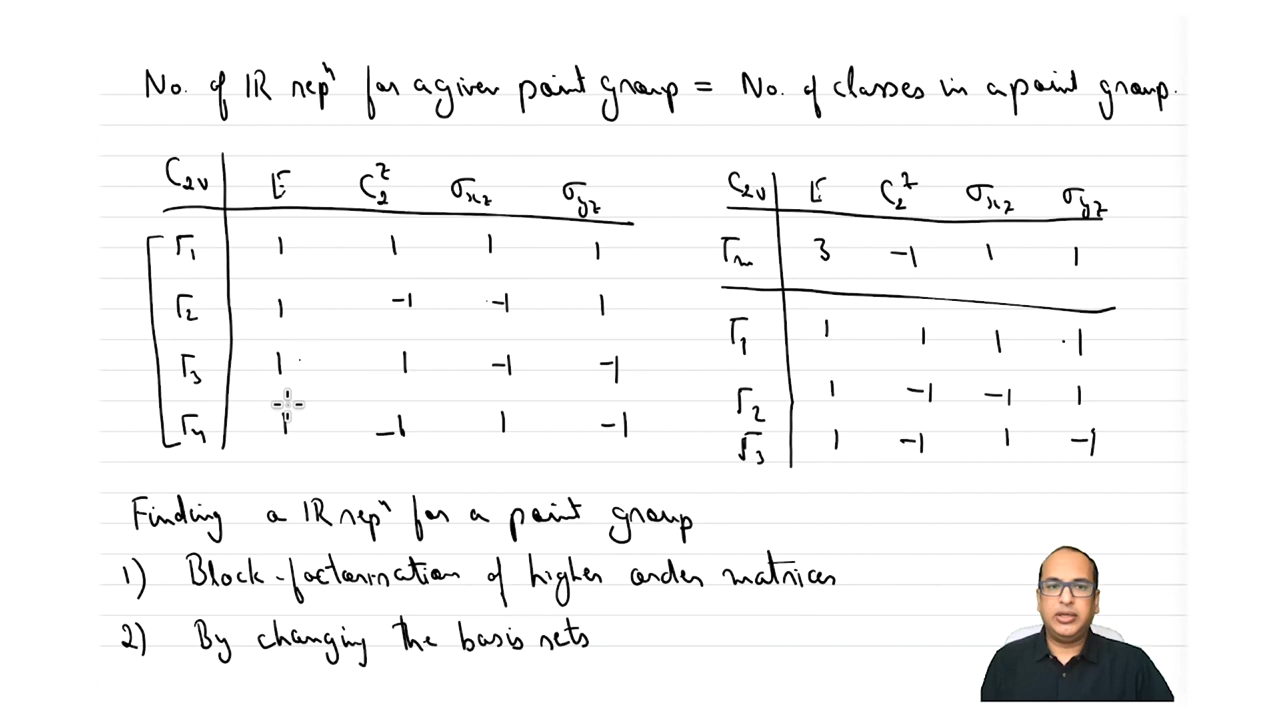 No. of IR repⁿ for a given point group = No. of classes in a point group.
C₂ᵥ E C₂ᶻ σxz σyz
Γ₁ 1 1 1 1
Γ₂ 1 -1 -1 1
Γ₃ 1 1 -1 -1
Γ₄ 1 -1 1 -1
C₂ᵥ E C₂ᶻ σxz σyz
Γₘ 3 -1 1 1
Γ₁ 1 1 1 1
Γ₂ 1 -1 -1 1
Γ₃ 1 -1 1 -1
Finding a IR repⁿ for a point group
1) Block-factorination of higher order matrices
2) By changing the basis sets